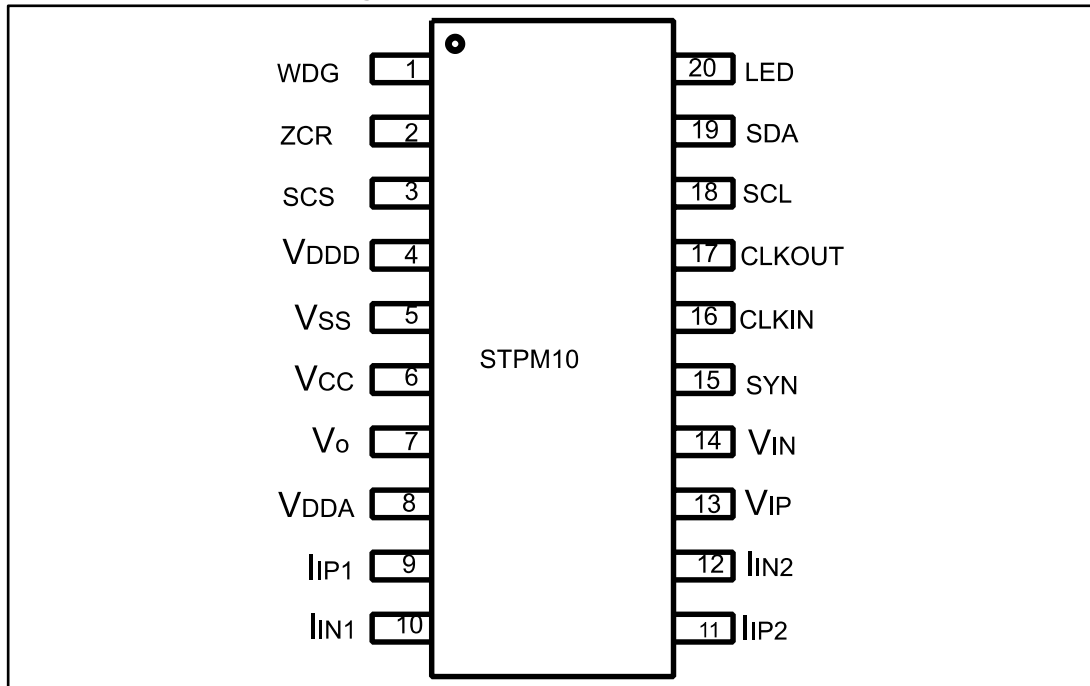 WDG 1 20 LED
ZCR 2 19 SDA
SCS 3 18 SCL
VDDD 4 17 CLKOUT
VSS 5 16 CLKIN
STPM10
VCC 6 15 SYN
Vo 7 14 VIN
VDDA 8 13 VIP
IIP1 9 12 IIN2
IIN1 10 11 IIP2